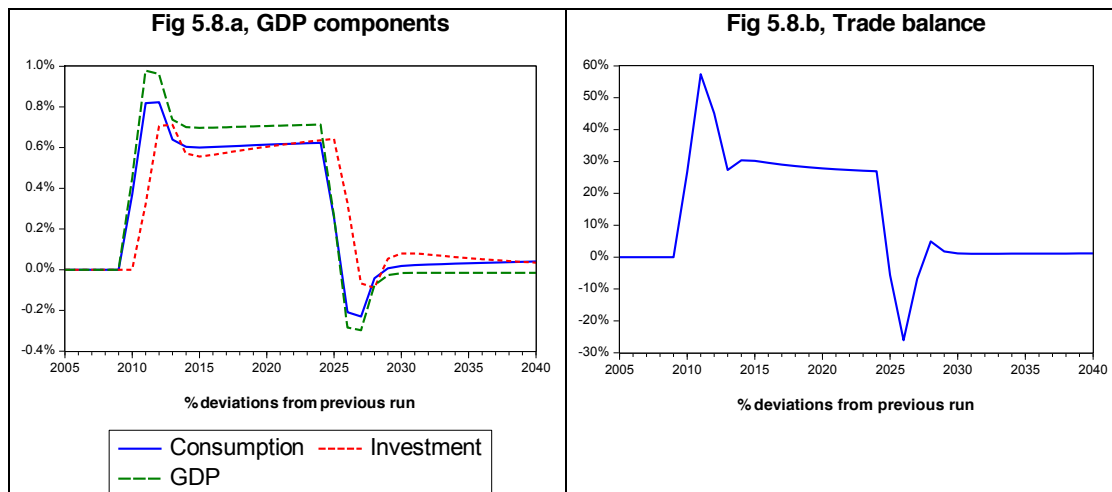 Fig 5.8.a, GDP components
1.0%
0.8%
0.6%
0.4%
0.2%
0.0%
-0.2%
-0.4%
2005 2010 2015 2020 2025 2030 2035 2040
% deviations from previous run
Consumption Investment
GDP
Fig 5.8.b, Trade balance
60%
50%
40%
30%
20%
10%
0%
-10%
-20%
-30%
2005 2010 2015 2020 2025 2030 2035 2040
% deviations from previous run